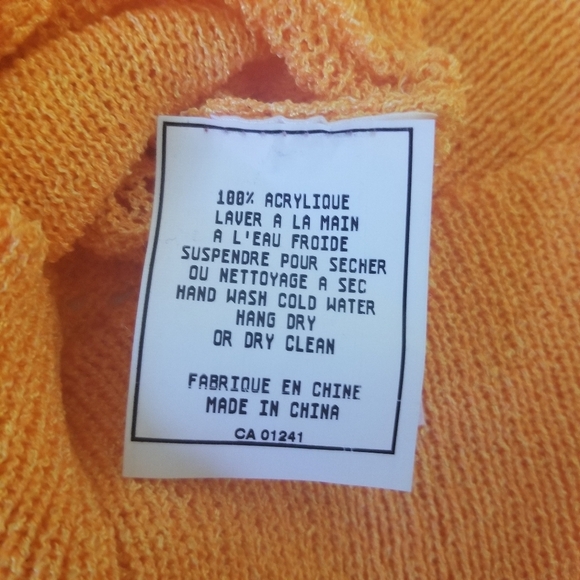 100% ACRYLIQUE
LAVER A LA MAIN
A L'EAU FROIDE
SUSPENDRE POUR SECHER
OU NETTOYAGE A SEC
HAND WASH COLD WATER
HANG DRY
OR DRY CLEAN
FABRIQUE EN CHINE
MADE IN CHINA
CA 01241